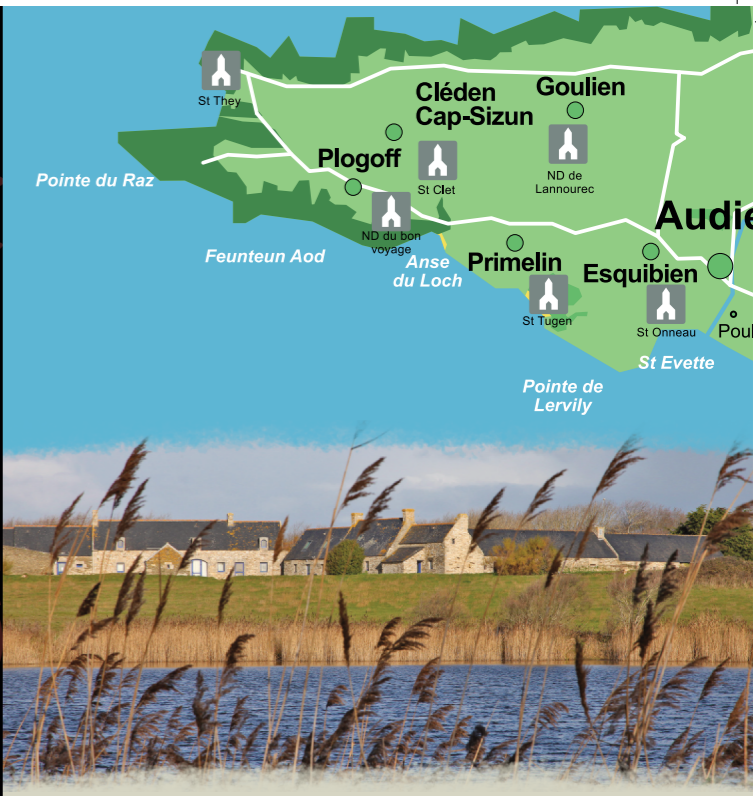 St They
Cléden
Cap-Sizun
Goulien
Plogoff
St Clet
ND de
Lannourec
Pointe du Raz
ND du bon
voyage
Audie
Feunteun Aod
Anse
du Loch
Primelin
Esquibien
St Tugen
St Onneau
Poul
St Evette
Pointe de
Lervily